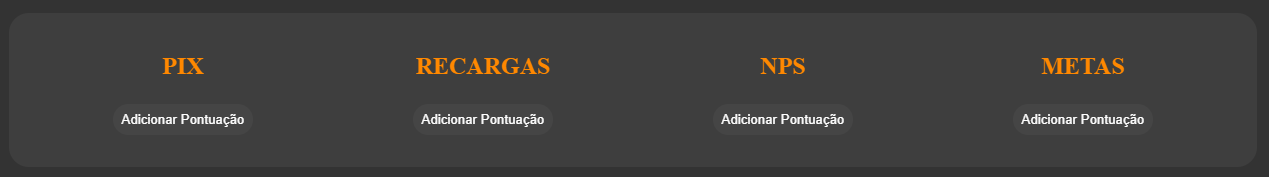 PIX RECARGAS NPS METAS
Adicionar Pontuação Adicionar Pontuação Adicionar Pontuação Adicionar Pontuação